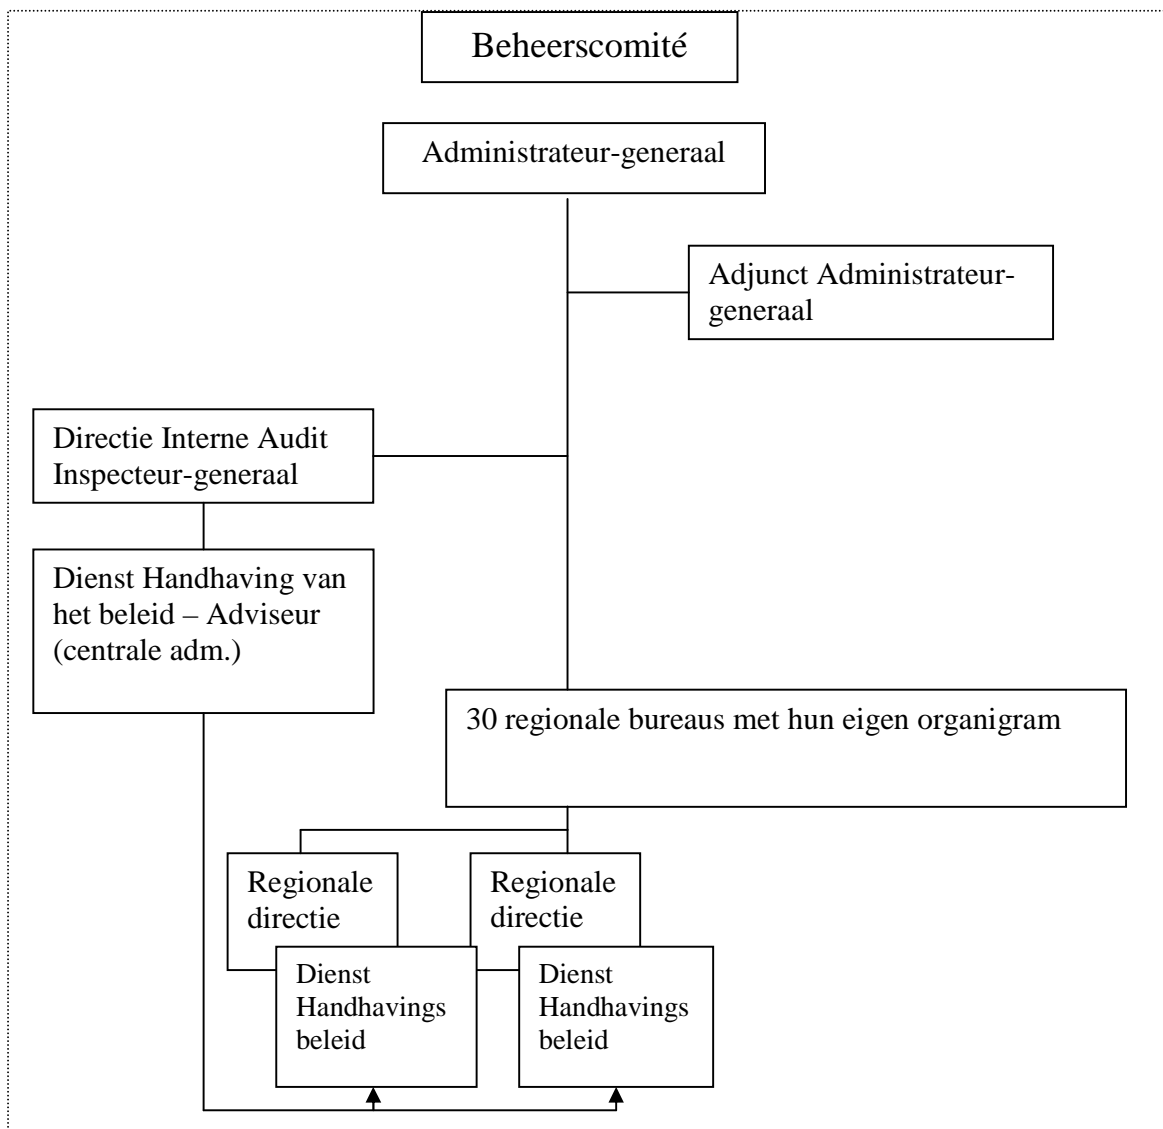 Beheerscomité
Administrateur-generaal
Adjunct Administrateur-
generaal
Directie Interne Audit
Inspecteur-generaal
Dienst Handhaving van
het beleid – Adviseur
(centrale adm.)
30 regionale bureaus met hun eigen organigram
Regionale
directie
Regionale
directie
Dienst
Handhavings
beleid
Dienst
Handhavings
beleid